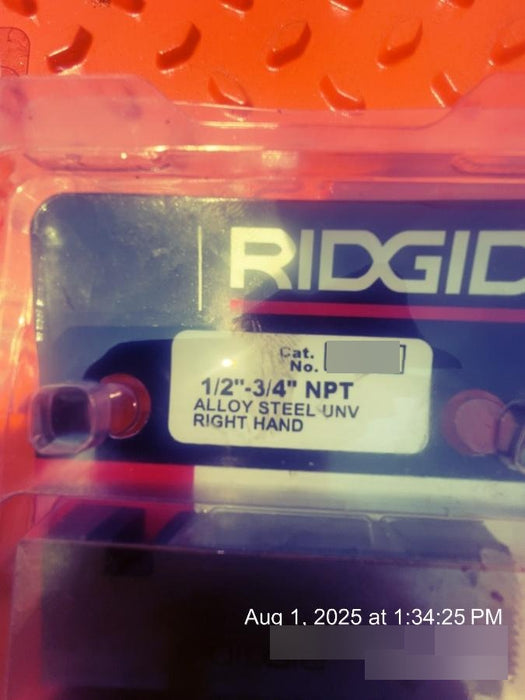 RIDGID
Cat.
No.
1/2"-3/4" NPT
ALLOY STEEL UNV
RIGHT HAND
Aug 1, 2025 at 1:34:25 PM